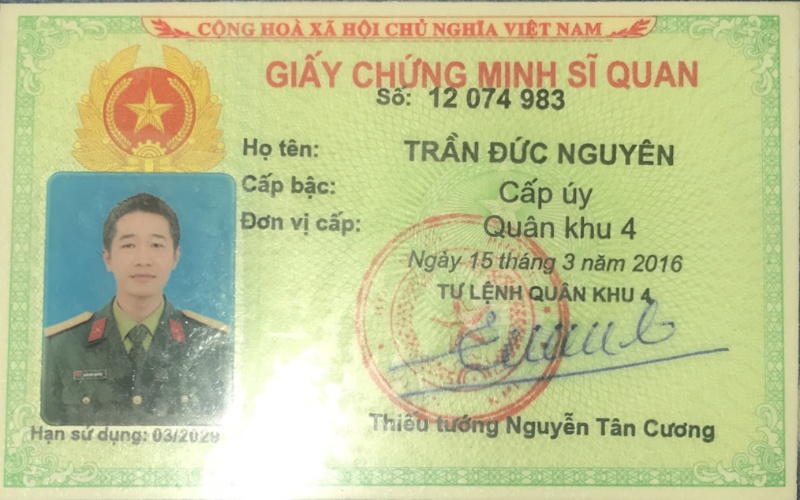 CỘNG HOÀ XÃ HỘI CHỦ NGHĨA VIỆT NAM
GIẤY CHỨNG MINH SĨ QUAN
Số: 12 074 983
Họ tên: TRẦN ĐỨC NGUYÊN
Cấp bậc: Cấp úy
Đơn vị cấp: Quân khu 4
Ngày 15 tháng 3 năm 2016
TƯ LỆNH QUÂN KHU 4
Thiếu tướng Nguyễn Tân Cương
Hạn sử dụng: 03/2029